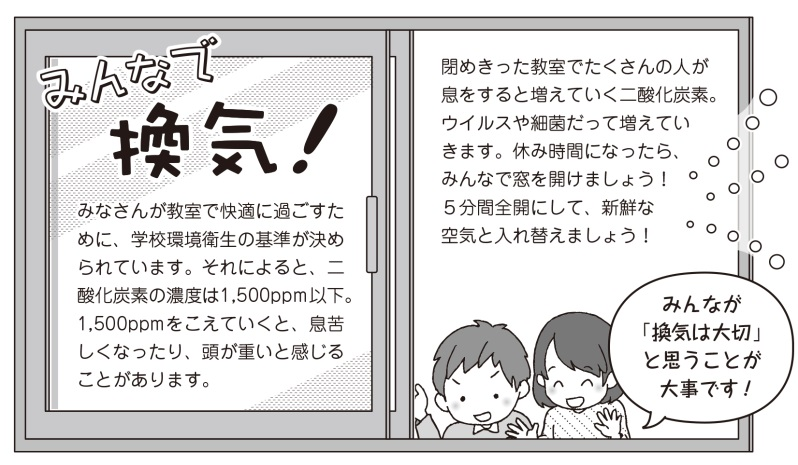 みんなで
換気！
みなさんが教室で快適に過ごすた
めに、学校環境衛生の基準が決め
られています。それによると、二
酸化炭素の濃度は1,500ppm以下。
1,500ppmをこえていくと、息苦
しくなったり、頭が重いと感じる
ことがあります。
閉めきった教室でたくさんの人が
息をすると増えていく二酸化炭素。
ウイルスや細菌だって増えてい
きます。休み時間になったら、
みんなで窓を開けましょう！
５分間全開にして、新鮮な
空気と入れ替えましょう！
みんなが
「換気は大切」
と思うことが
大事です！